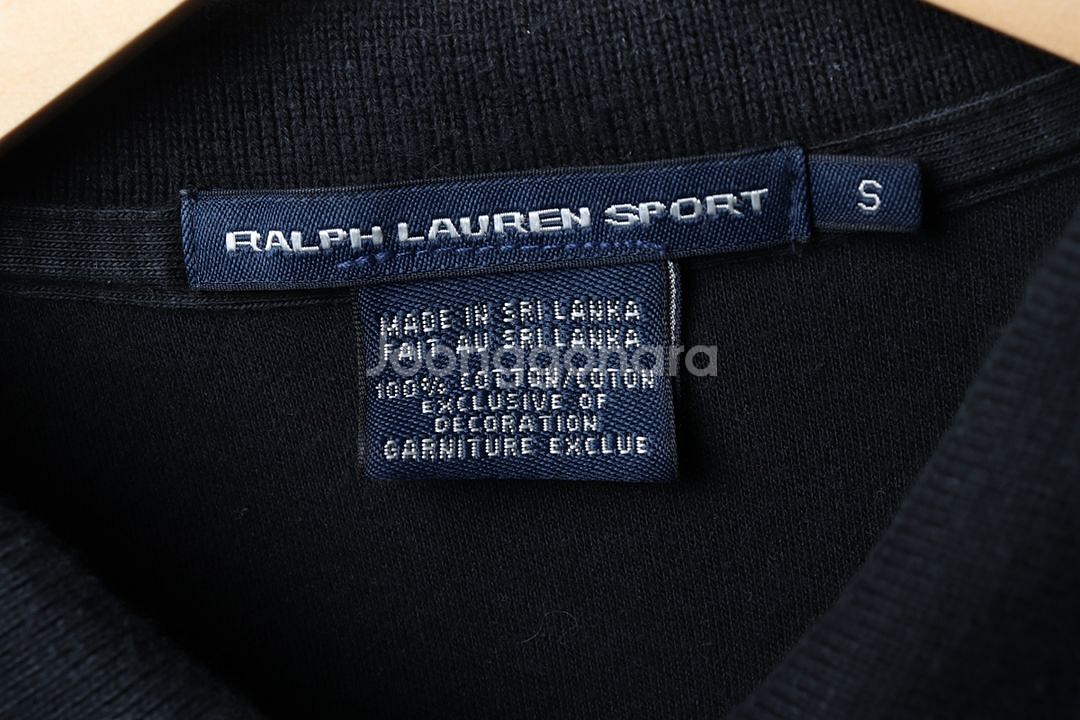 RALPH LAUREN SPORT
S
MADE IN SRI LANKA
FAIT AU SRI LANKA
Joonggonara
100% COTTON/COTON
EXCLUSIVE OF
DECORATION
GARNITURE EXCLUE